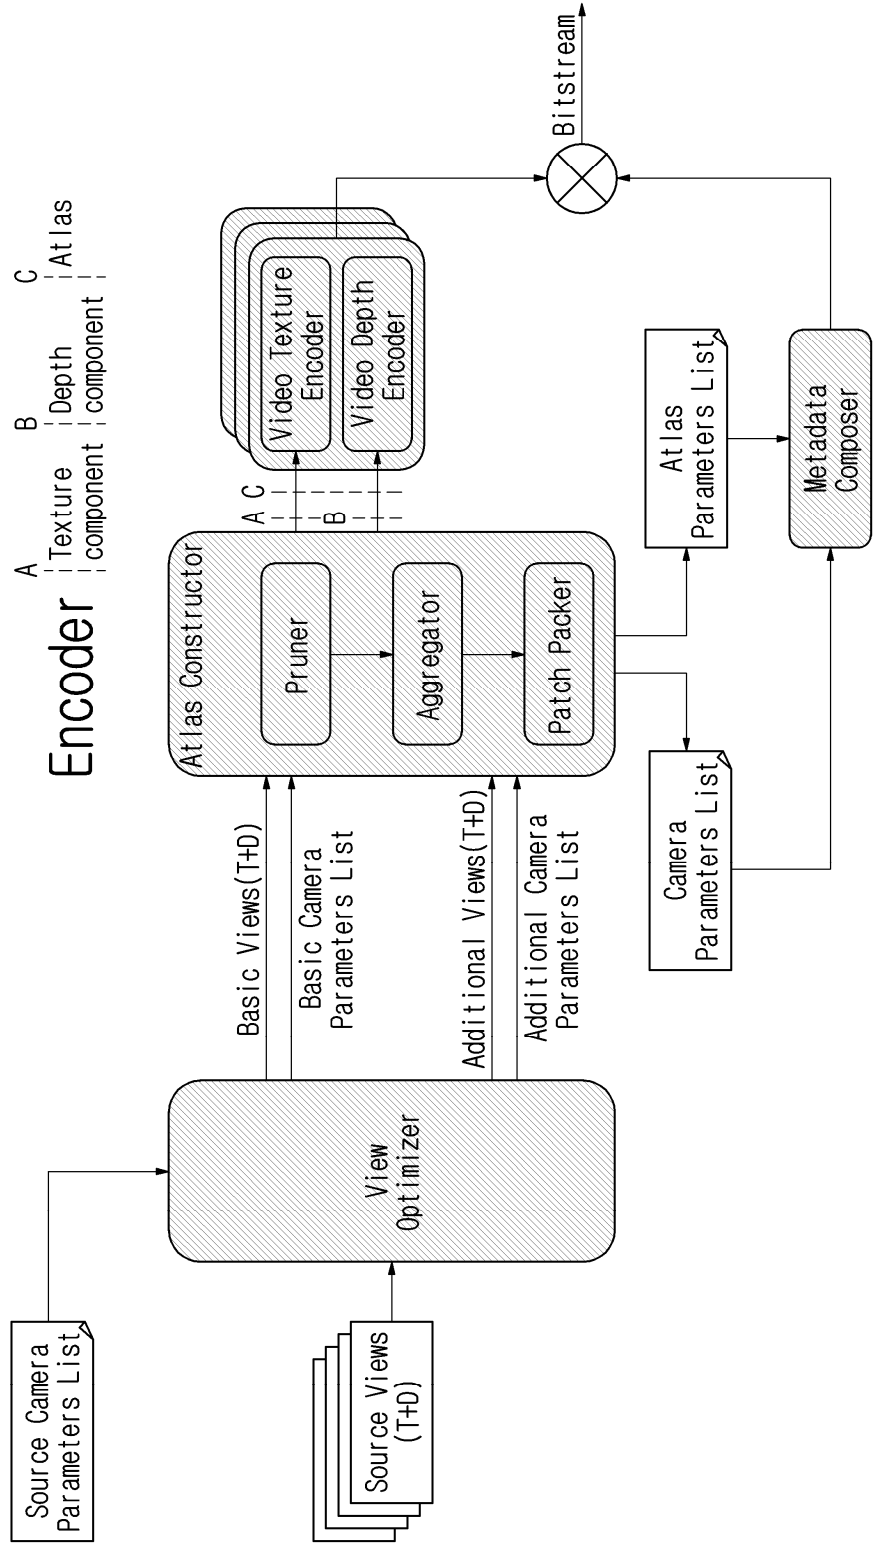 Encoder
A
B
C
Texture
component
Depth
component
Atlas
Source Camera
Parameters List
Source Views
(T+D)
View
Optimizer
Basic Views(T+D)
Basic Camera
Parameters List
Additional Views(T+D)
Additional Camera
Parameters List
Atlas Constructor
Pruner
Aggregator
Patch Packer
A
C
B
Video Texture
Encoder
Video Depth
Encoder
Camera
Parameters List
Atlas
Parameters List
Metadata
Composer
Bitstream